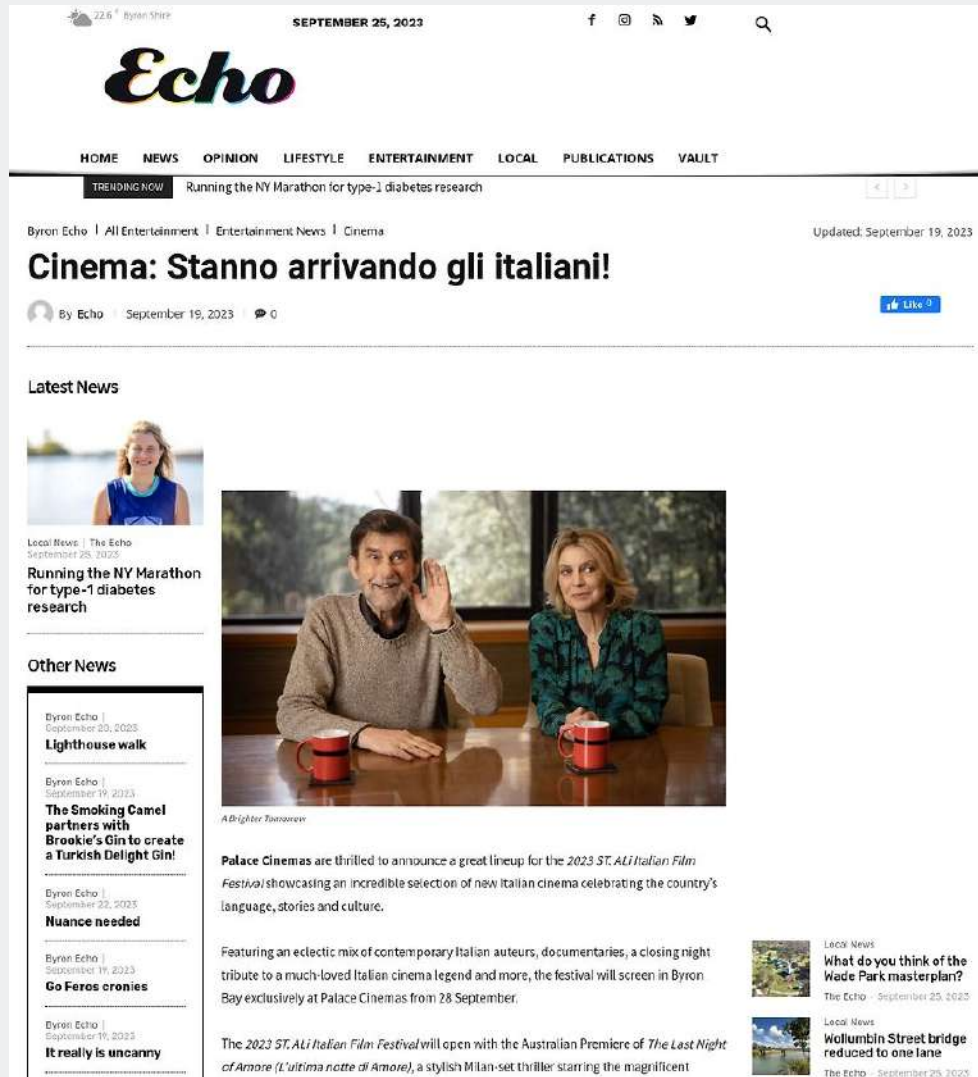 22.6 ° Byron Shire
SEPTEMBER 25, 2023
Echo
HOME NEWS OPINION LIFESTYLE ENTERTAINMENT LOCAL PUBLICATIONS VAULT
TRENDING NOW Running the NY Marathon for type-1 diabetes research
Byron Echo | All Entertainment | Entertainment News | Cinema
Updated: September 19, 2023
Cinema: Stanno arrivando gli italiani!
By Echo September 19, 2023 0
Like 0
Latest News
Local News | The Echo
September 25, 2023
Running the NY Marathon
for type-1 diabetes
research
Other News
Byron Echo |
September 20, 2023
Lighthouse walk
Byron Echo |
September 19, 2023
The Smoking Camel
partners with
Brookie's Gin to create
a Turkish Delight Gin!
Byron Echo |
September 22, 2023
Nuance needed
Byron Echo |
September 19, 2023
Go Feros cronies
Byron Echo |
September 19, 2023
It really is uncanny
A Brighter Tomorrow
Palace Cinemas are thrilled to announce a great lineup for the 2023 ST. ALi Italian Film
Festival showcasing an incredible selection of new Italian cinema celebrating the country's
language, stories and culture.
Featuring an eclectic mix of contemporary Italian auteurs, documentaries, a closing night
tribute to a much-loved Italian cinema legend and more, the festival will screen in Byron
Bay exclusively at Palace Cinemas from 28 September.
The 2023 ST. ALi Italian Film Festival will open with the Australian Premiere of The Last Night
of Amore (L'ultima notte di Amore), a stylish Milan-set thriller starring the magnificent
Local News
What do you think of the
Wade Park masterplan?
The Echo - September 25, 2023
Local News
Wollumbin Street bridge
reduced to one lane
The Echo - September 25, 2023